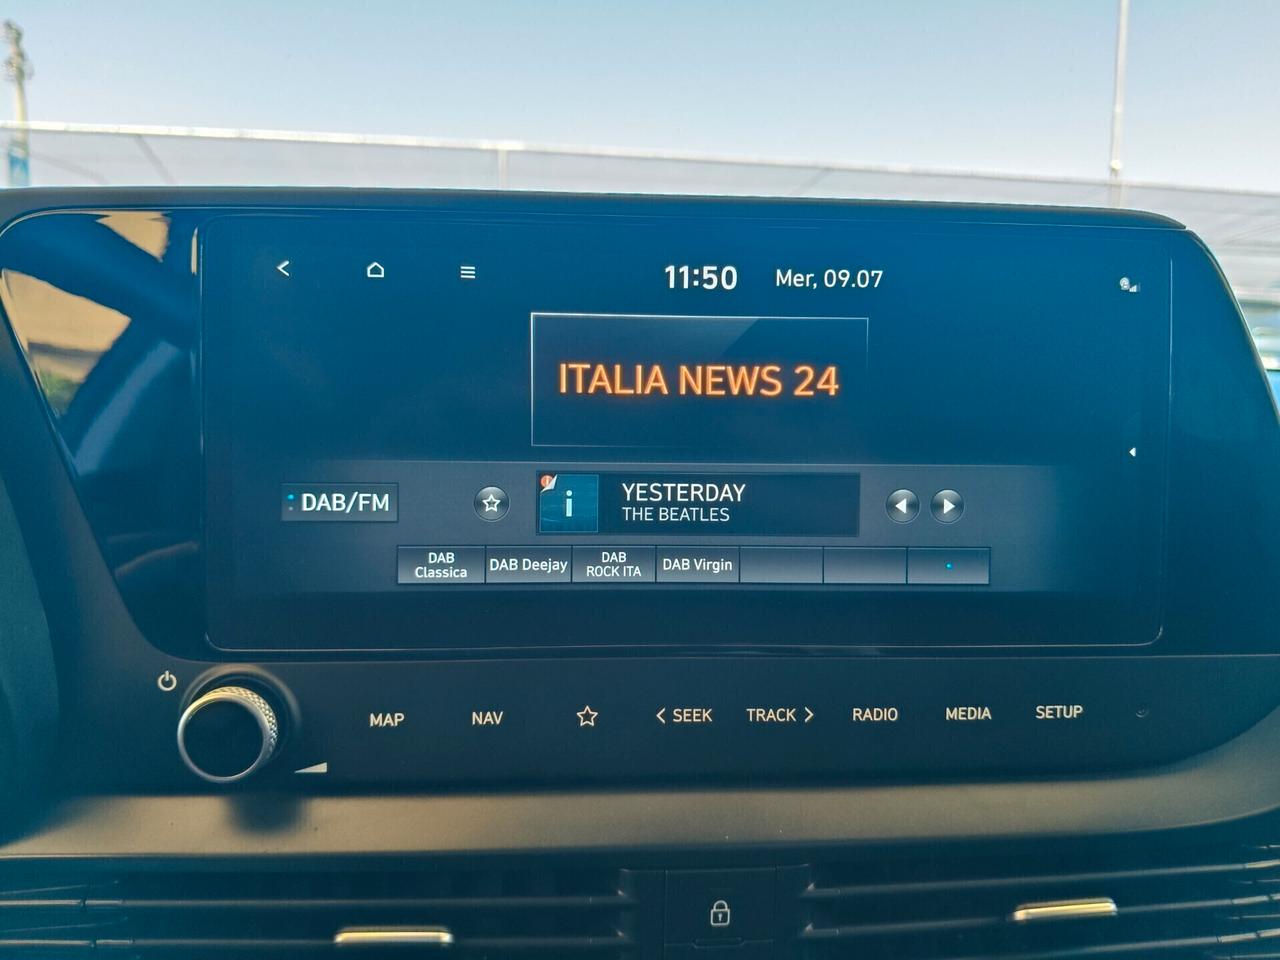 11:50 Mer, 09.07
ITALIA NEWS 24
DAB/FM
i
YESTERDAY
THE BEATLES
DAB
Classica
DAB Deejay
DAB
ROCK ITA
DAB Virgin
MAP NAV < SEEK TRACK > RADIO MEDIA SETUP